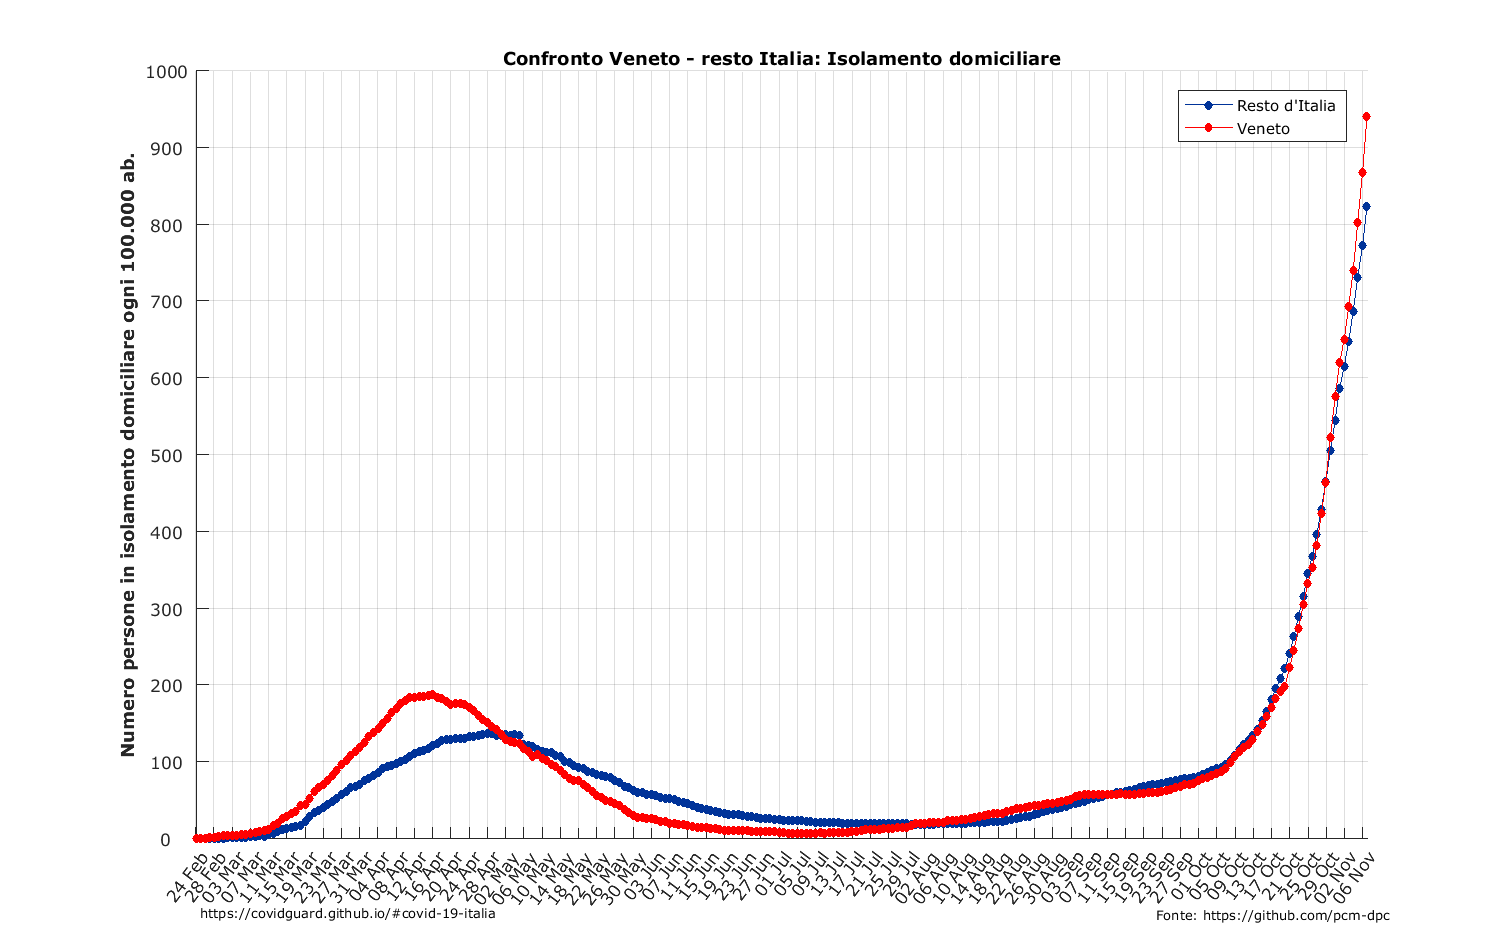 Confronto Veneto - resto Italia: Isolamento domiciliare
Resto d'Italia
Veneto
Numero persone in isolamento domiciliare ogni 100.000 ab.
1000
900
800
700
600
500
400
300
200
100
0
24 Feb
28 Feb
03 Mar
07 Mar
11 Mar
15 Mar
19 Mar
23 Mar
27 Mar
31 Mar
04 Apr
08 Apr
12 Apr
16 Apr
20 Apr
24 Apr
28 Apr
02 May
06 May
10 May
14 May
18 May
22 May
26 May
30 May
03 Jun
07 Jun
11 Jun
15 Jun
19 Jun
23 Jun
27 Jun
01 Jul
05 Jul
09 Jul
13 Jul
17 Jul
21 Jul
25 Jul
29 Jul
02 Aug
06 Aug
10 Aug
14 Aug
18 Aug
22 Aug
26 Aug
30 Aug
03 Sep
07 Sep
11 Sep
15 Sep
19 Sep
23 Sep
27 Sep
01 Oct
05 Oct
09 Oct
13 Oct
17 Oct
21 Oct
25 Oct
29 Oct
02 Nov
06 Nov
https://covidguard.github.io/#covid-19-italia
Fonte: https://github.com/pcm-dpc